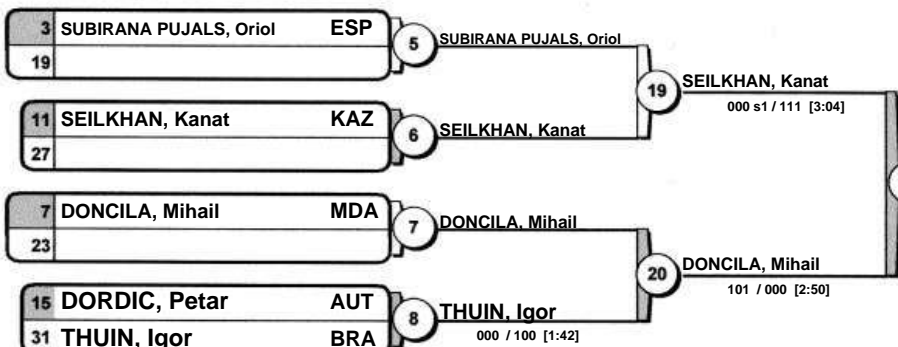 3 SUBIRANA PUJALS, Oriol ESP
19
5
SUBIRANA PUJALS, Oriol
11 SEILKHAN, Kanat KAZ
27
6
SEILKHAN, Kanat
19
SEILKHAN, Kanat
000 s1 / 111 [3:04]
7 DONCILA, Mihail MDA
23
7
DONCILA, Mihail
15 DORDIC, Petar AUT
31 THUIN, Igor BRA
8
THUIN, Igor
000 / 100 [1:42]
20
DONCILA, Mihail
101 / 000 [2:50]